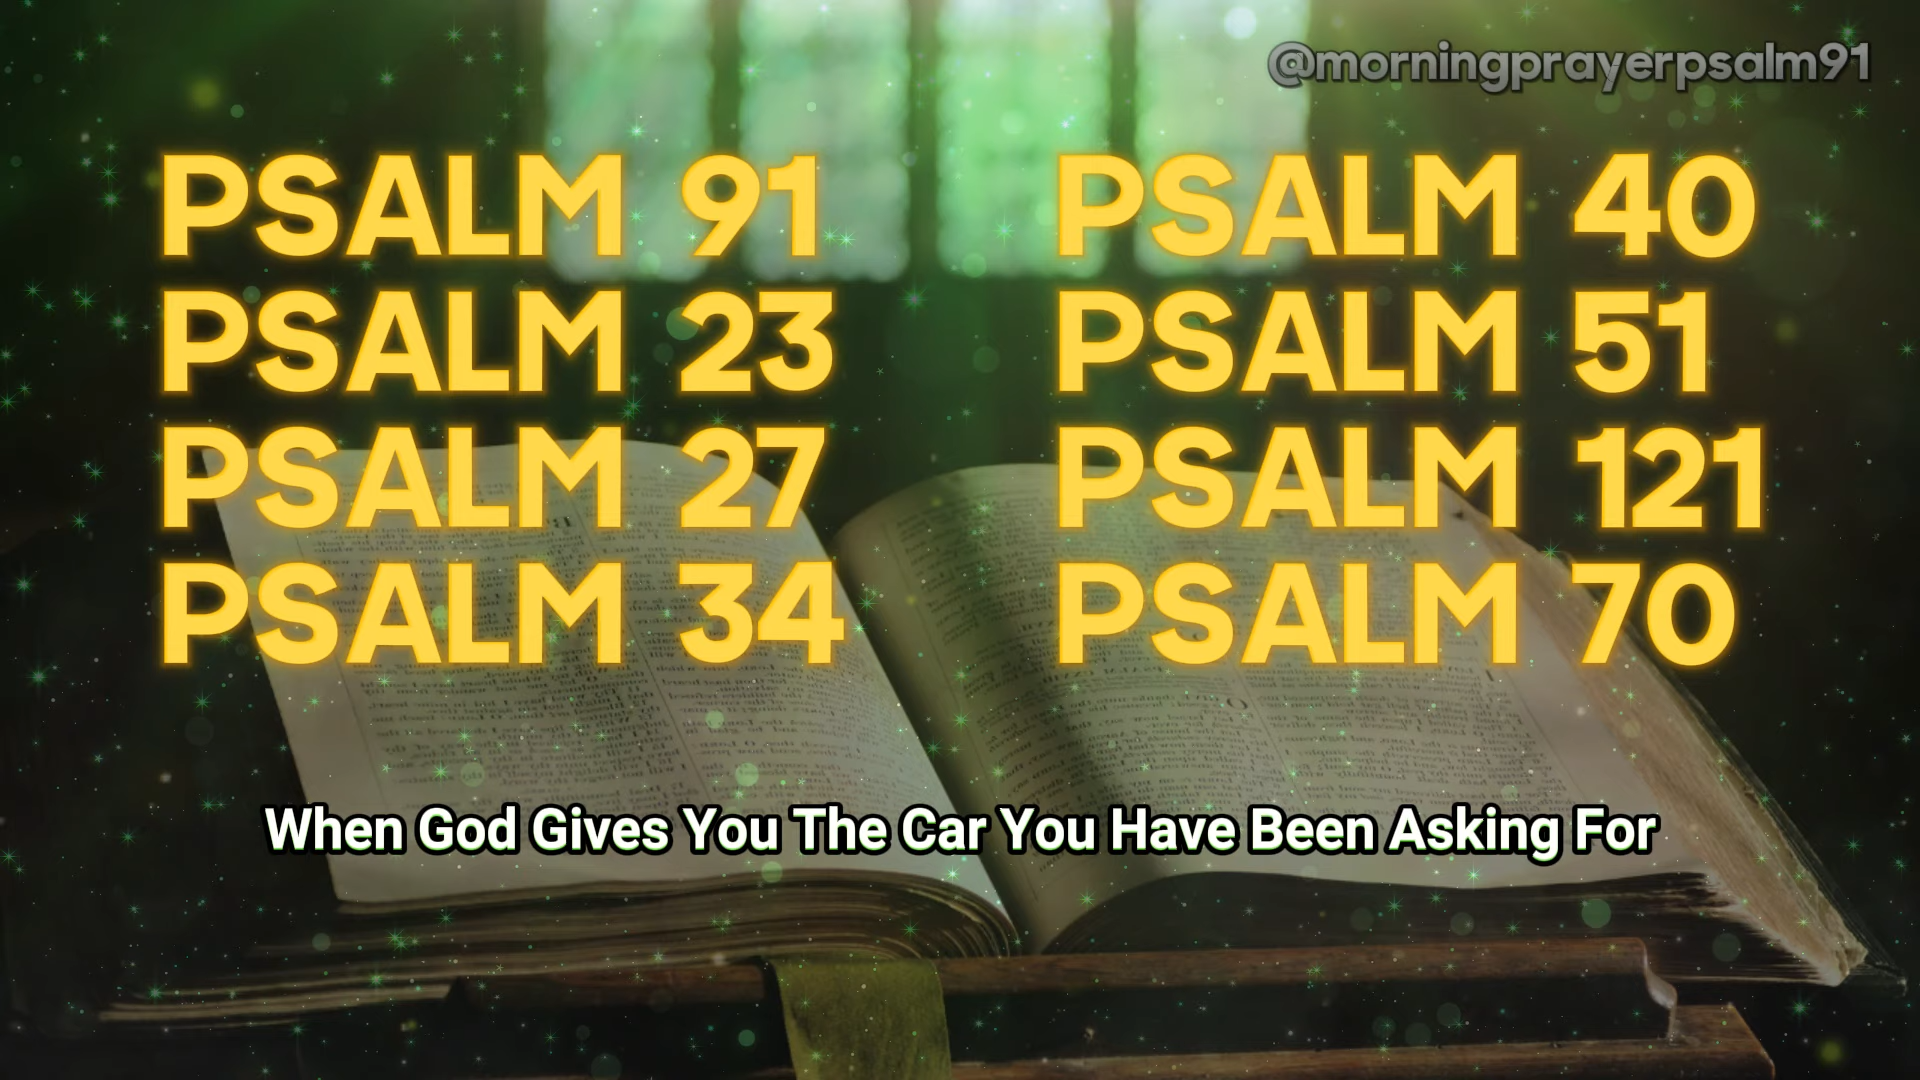 @morningprayerpsalm91
PSALM 91
PSALM 23
PSALM 27
PSALM 34
PSALM 40
PSALM 51
PSALM 121
PSALM 70
When God Gives You The Car You Have Been Asking For